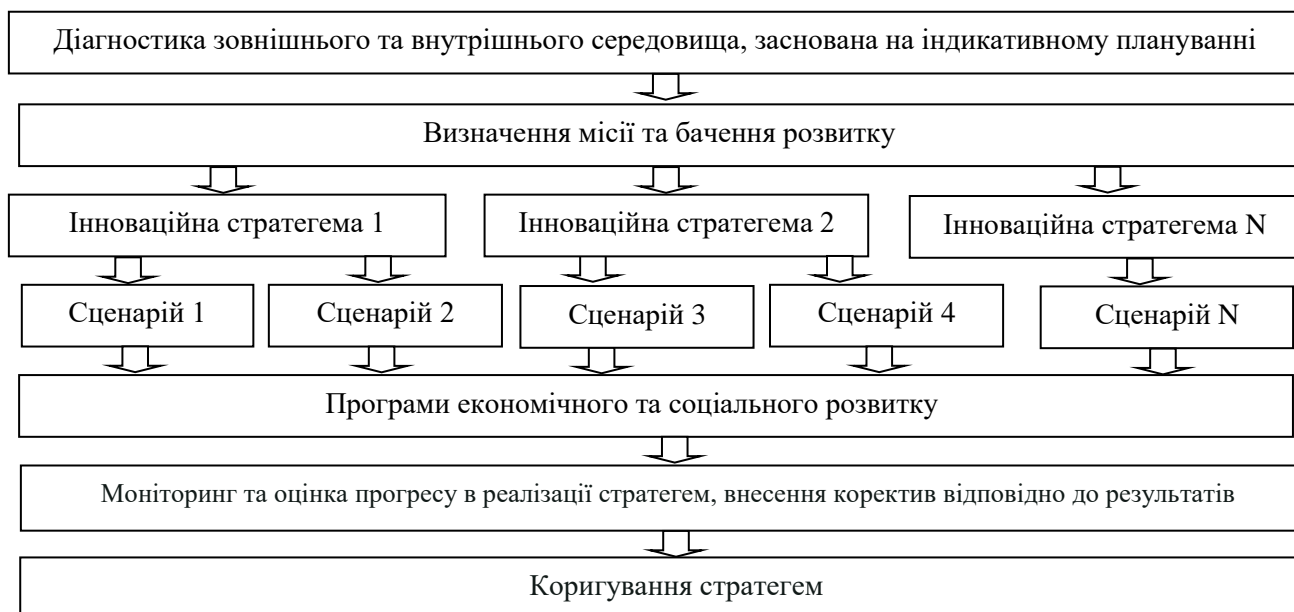 Діагностика зовнішнього та внутрішнього середовища, заснована на індикативному плануванні
Визначення місії та бачення розвитку
Інноваційна стратегема 1
Інноваційна стратегема 2
Інноваційна стратегема N
Сценарій 1
Сценарій 2
Сценарій 3
Сценарій 4
Сценарій N
Програми економічного та соціального розвитку
Моніторинг та оцінка прогресу в реалізації стратегем, внесення коректив відповідно до результатів
Коригування стратегем